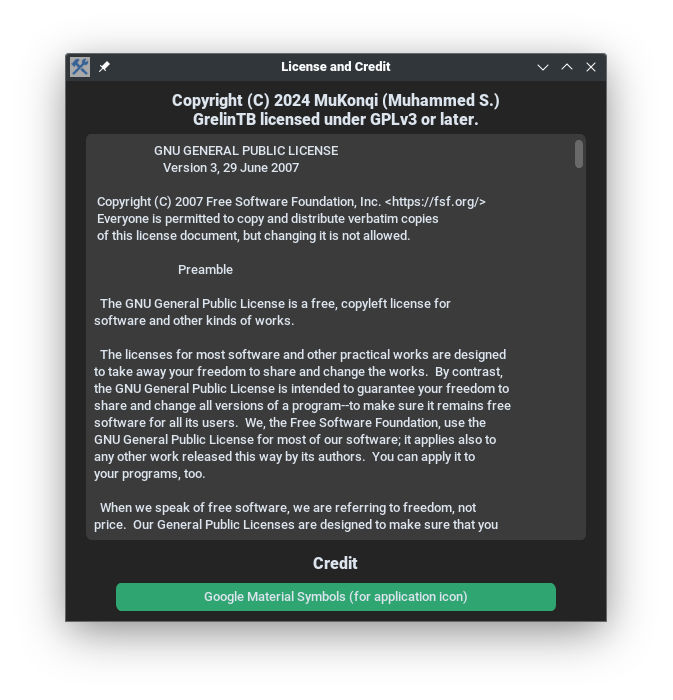 License and Credit
Copyright (C) 2024 MuKonqi (Muhammed S.)
GrelinTB licensed under GPLv3 or later.
GNU GENERAL PUBLIC LICENSE
Version 3, 29 June 2007
Copyright (C) 2007 Free Software Foundation, Inc. <https://fsf.org/>
Everyone is permitted to copy and distribute verbatim copies
of this license document, but changing it is not allowed.
Preamble
The GNU General Public License is a free, copyleft license for
software and other kinds of works.
The licenses for most software and other practical works are designed
to take away your freedom to share and change the works.  By contrast,
the GNU General Public License is intended to guarantee your freedom to
share and change all versions of a program--to make sure it remains free
software for all its users.  We, the Free Software Foundation, use the
GNU General Public License for most of our software; it applies also to
any other work released this way by its authors.  You can apply it to
your programs, too.
When we speak of free software, we are referring to freedom, not
price.  Our General Public Licenses are designed to make sure that you
Credit
Google Material Symbols (for application icon)